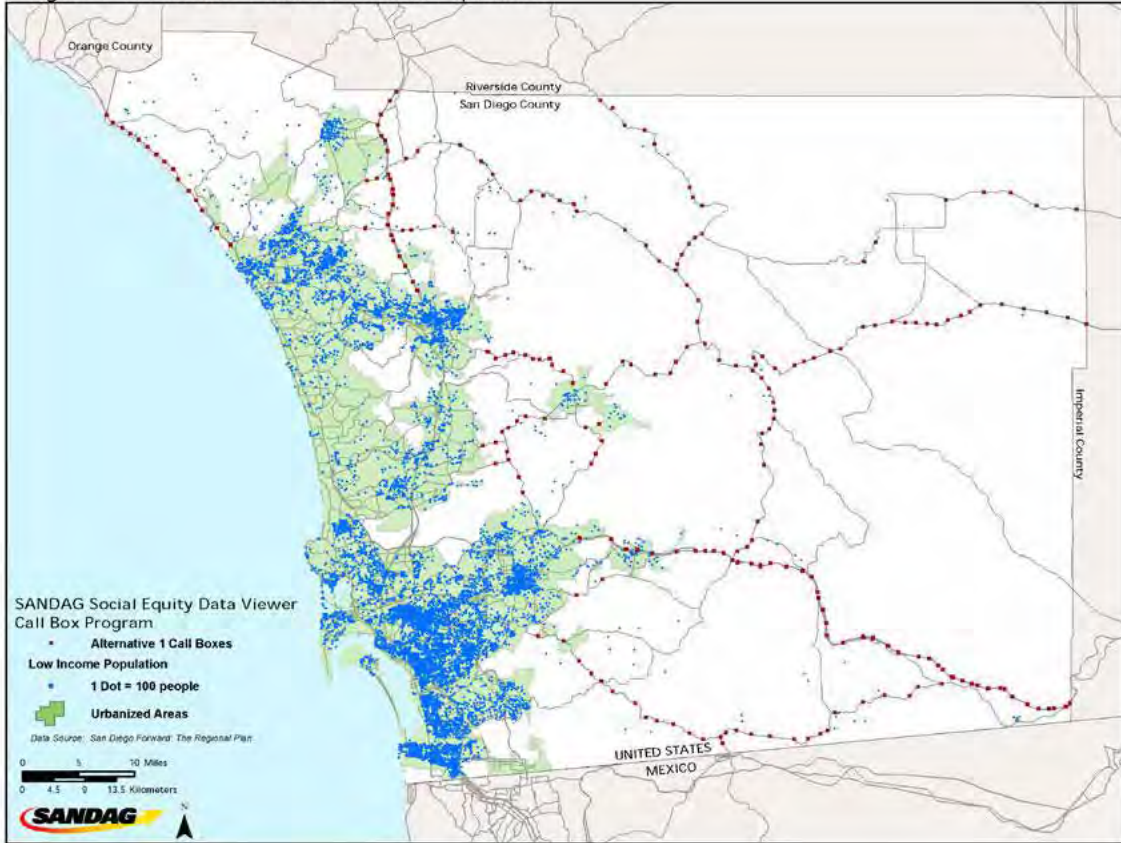 Orange County
Riverside County
San Diego County
Imperial County
SANDAG Social Equity Data Viewer
Call Box Program
Alternative 1 Call Boxes
Low Income Population
1 Dot = 100 people
Urbanized Areas
Data Source: San Diego Forward: The Regional Plan
0 5 10 Miles
0 4.5 9 13.5 Kilometers
SANDAG
N
UNITED STATES
MEXICO